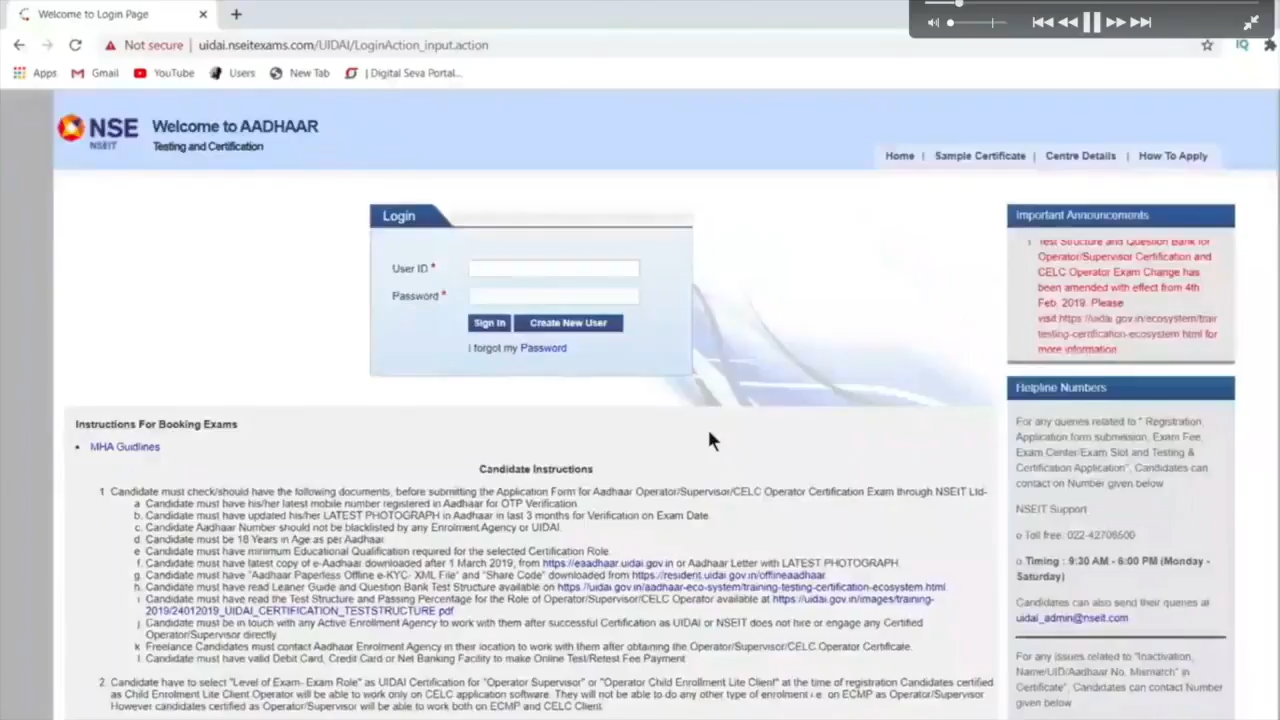 Welcome to Login Page
Not secure | uidai.nseitexams.com/UIDAI/LoginAction_input.action
Apps Gmail YouTube Users New Tab | Digital Seva Portal...
NSE
NSEIT
Welcome to AADHAAR
Testing and Certification
Home | Sample Certificate | Centre Details | How To Apply
Login
User ID *
Password *
Sign In Create New User
I forgot my Password
Important Announcements
Test Structure and Question Bank for
Operator/Supervisor Certification and
CELC Operator Exam Change has
been amended with effect from 4th
Feb, 2019. Please
visit https://uidai.gov.in/ecosystem/trair
testing-certification-ecosystem.html for
more information
Helpline Numbers
For any queries related to " Registration,
Application form submission, Exam Fee,
Exam Center/Exam Slot and Testing &
Certification Application", Candidates can
contact on Number given below
NSEIT Support
o Toll free: 022-42706500
o Timing : 9:30 AM - 6:00 PM (Monday -
Saturday)
Candidates can also send their queries at
uidai_admin@nseit.com
For any issues related to "Inactivation,
Name/UID/Aadhaar No. Mismatch" in
Certificate", Candidates can contact Number
given below
Instructions For Booking Exams
• MHA Guidlines
Candidate Instructions
1 Candidate must check/should have the following documents, before submitting the Application Form for Aadhaar Operator/Supervisor/CELC Operator Certification Exam through NSEIT Ltd-
a Candidate must have his/her latest mobile number registered in Aadhaar for OTP Verification.
b. Candidate must have updated his/her LATEST PHOTOGRAPH in Aadhaar in last 3 months for Verification on Exam Date.
c. Candidate Aadhaar Number should not be blacklisted by any Enrolment Agency or UIDAI.
d. Candidate must be 18 Years in Age as per Aadhaar.
e Candidate must have minimum Educational Qualification required for the selected Certification Role.
f. Candidate must have latest copy of e-Aadhaar downloaded after 1 March 2019, from https://eaadhaar.uidai.gov.in or Aadhaar Letter with LATEST PHOTOGRAPH.
g. Candidate must have "Aadhaar Paperless Offline e-KYC- XML File" and "Share Code" downloaded from https://resident.uidai.gov.in/offlineaadhaar.
h. Candidate must have read Leaner Guide and Question Bank Test Structure available on https://uidai.gov.in/aadhaar-eco-system/training-testing-certification-ecosystem.html.
i Candidate must have read the Test Structure and Passing Percentage for the Role of Operator/Supervisor/CELC Operator available at https://uidai.gov.in/images/training-
2019/24012019_UIDAI_CERTIFICATION_TESTSTRUCTURE.pdf
j. Candidate must be in touch with any Active Enrollment Agency to work with them after successful Certification as UIDAI or NSEIT does not hire or engage any Certified
Operator/Supervisor directly.
k Freelance Candidates must contact Aadhaar Enrolment Agency in their location to work with them after obtaining the Operator/Supervisor/CELC Operator Certificate.
l. Candidate must have valid Debit Card, Credit Card or Net Banking Facility to make Online Test/Retest Fee Payment
2. Candidate have to select "Level of Exam- Exam Role" as UIDAI Certification for "Operator Supervisor" or "Operator Child Enrollment Lite Client" at the time of registration Candidates certified
as Child Enrolment Lite Client Operator will be able to work only on CELC application software. They will not be able to do any other type of enrolment i.e. on ECMP as Operator/Supervisor
However candidates certified as Operator/Supervisor will be able to work both on ECMP and CELC Client